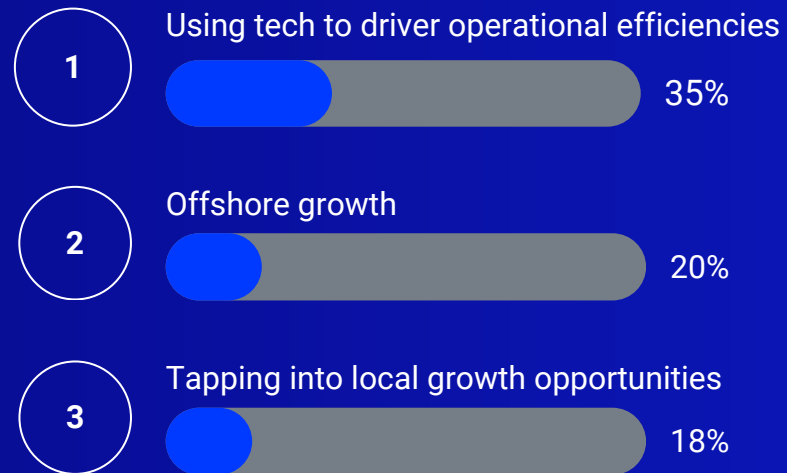 Using tech to driver operational efficiencies
1
35%
Offshore growth
2
20%
Tapping into local growth opportunities
3
18%